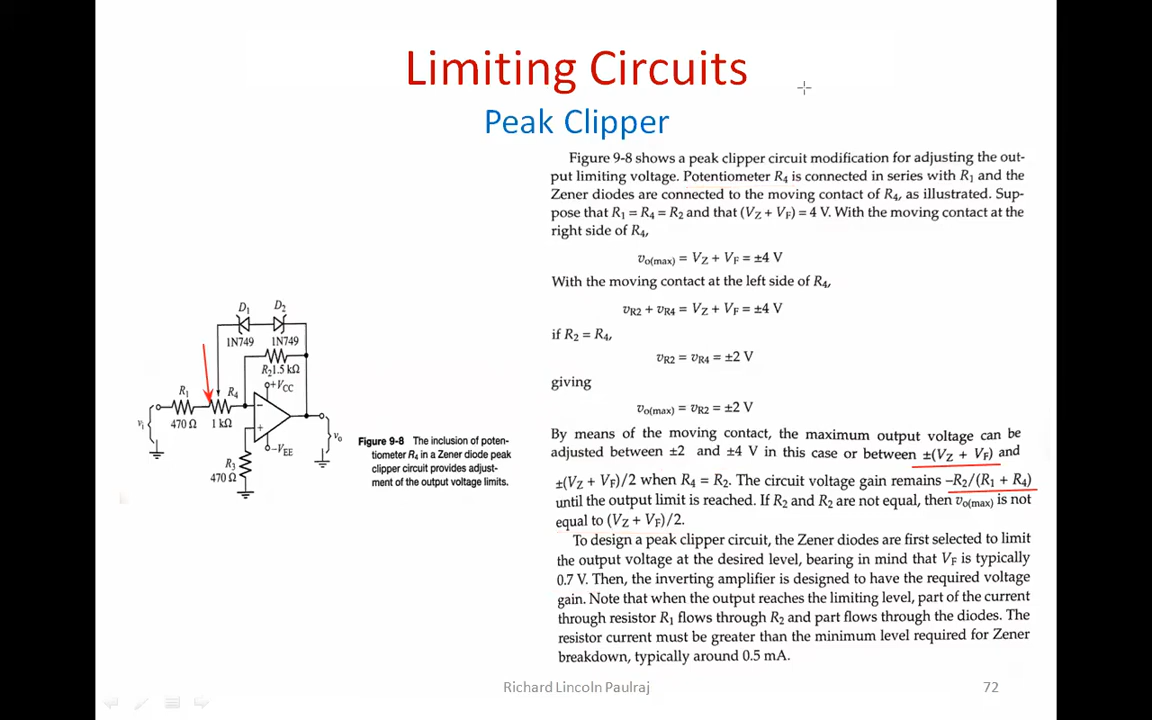 Limiting Circuits
Peak Clipper
Figure 9-8 shows a peak clipper circuit modification for adjusting the out-
put limiting voltage. Potentiometer R4 is connected in series with R1 and the
Zener diodes are connected to the moving contact of R4, as illustrated. Sup-
pose that R1 = R4 = R2 and that (VZ + VF) = 4 V. With the moving contact at the
right side of R4,
vo(max) = VZ + VF = ±4 V
With the moving contact at the left side of R4,
vR2 + vR4 = VZ + VF = ±4 V
if R2 = R4,
vR2 = vR4 = ±2 V
giving
vo(max) = vR2 = ±2 V
By means of the moving contact, the maximum output voltage can be
adjusted between ±2 and ±4 V in this case or between ±(VZ + VF) and
±(VZ + VF)/2 when R4 = R2. The circuit voltage gain remains –R2/(R1 + R4)
until the output limit is reached. If R2 and R2 are not equal, then vo(max) is not
equal to (VZ + VF)/2.
To design a peak clipper circuit, the Zener diodes are first selected to limit
the output voltage at the desired level, bearing in mind that VF is typically
0.7 V. Then, the inverting amplifier is designed to have the required voltage
gain. Note that when the output reaches the limiting level, part of the current
through resistor R1 flows through R2 and part flows through the diodes. The
resistor current must be greater than the minimum level required for Zener
breakdown, typically around 0.5 mA.
D1 D2
1N749 1N749
R2 1.5 kΩ
R1 R4 +VCC
470 Ω 1 kΩ
vi
–
+
–VEE
vo
R3
470 Ω
Figure 9-8 The inclusion of poten-
tiometer R4 in a Zener diode peak
clipper circuit provides adjust-
ment of the output voltage limits.
Richard Lincoln Paulraj
72